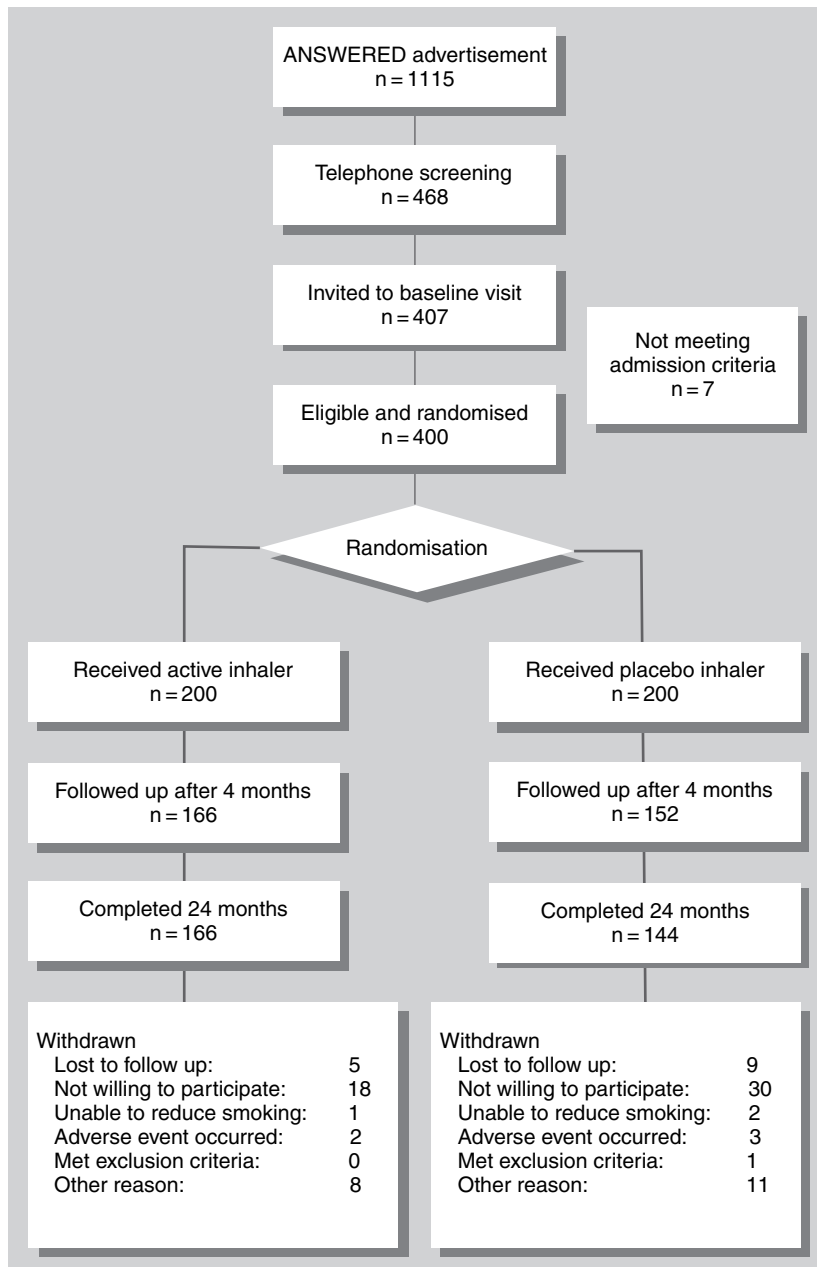 ANSWERED advertisement
n = 1115
Telephone screening
n = 468
Invited to baseline visit
n = 407
Not meeting
admission criteria
n = 7
Eligible and randomised
n = 400
Randomisation
Received active inhaler
n = 200
Received placebo inhaler
n = 200
Followed up after 4 months
n = 166
Followed up after 4 months
n = 152
Completed 24 months
n = 166
Completed 24 months
n = 144
Withdrawn
Lost to follow up: 5
Not willing to participate: 18
Unable to reduce smoking: 1
Adverse event occurred: 2
Met exclusion criteria: 0
Other reason: 8
Withdrawn
Lost to follow up: 9
Not willing to participate: 30
Unable to reduce smoking: 2
Adverse event occurred: 3
Met exclusion criteria: 1
Other reason: 11